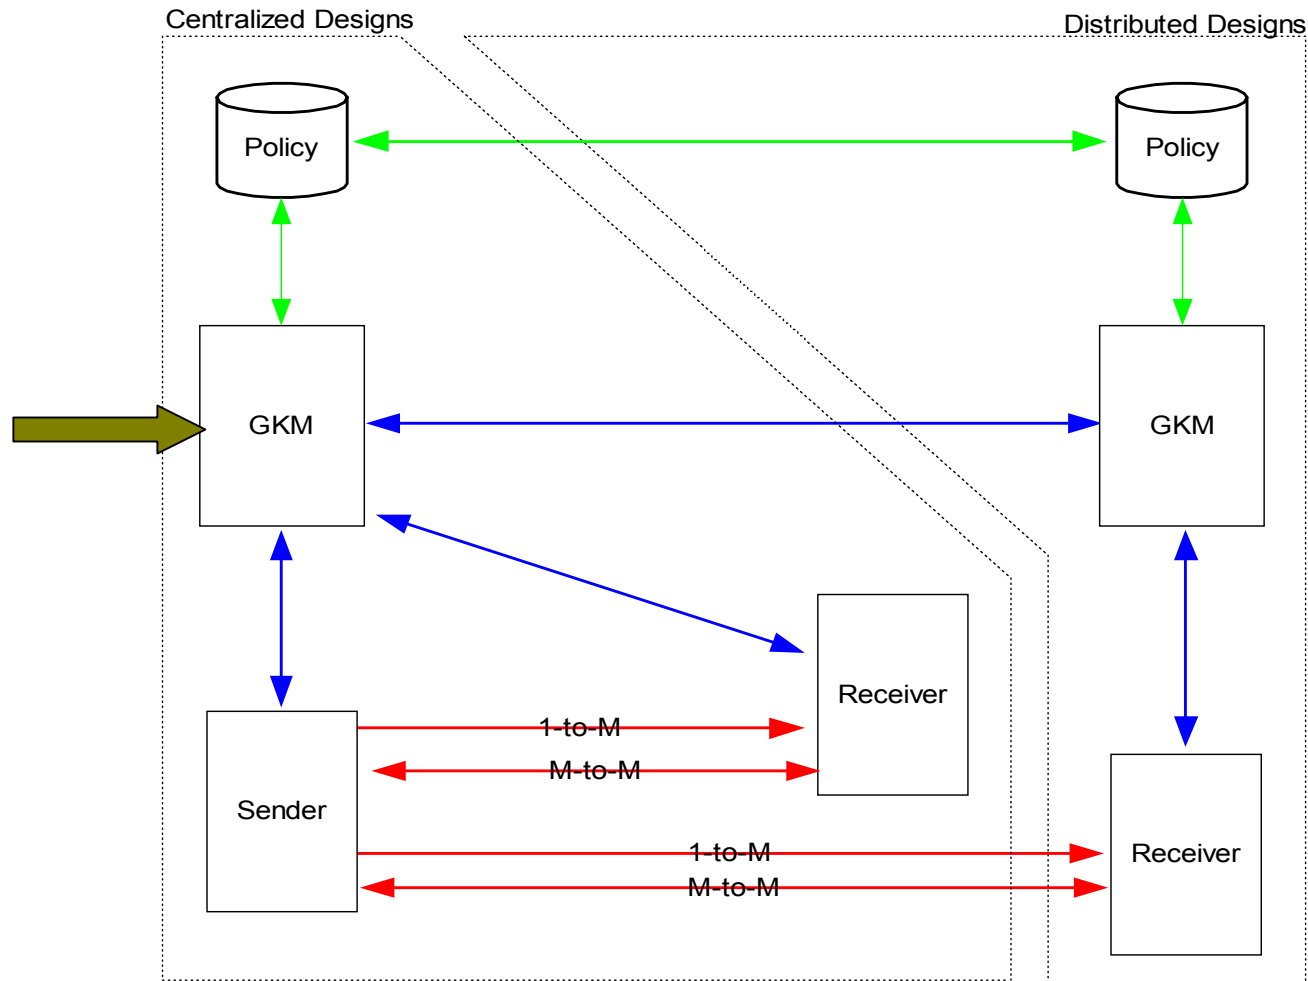 Centralized Designs
Distributed Designs
Policy
Policy
GKM
GKM
Receiver
1-to-M
M-to-M
Sender
1-to-M
M-to-M
Receiver